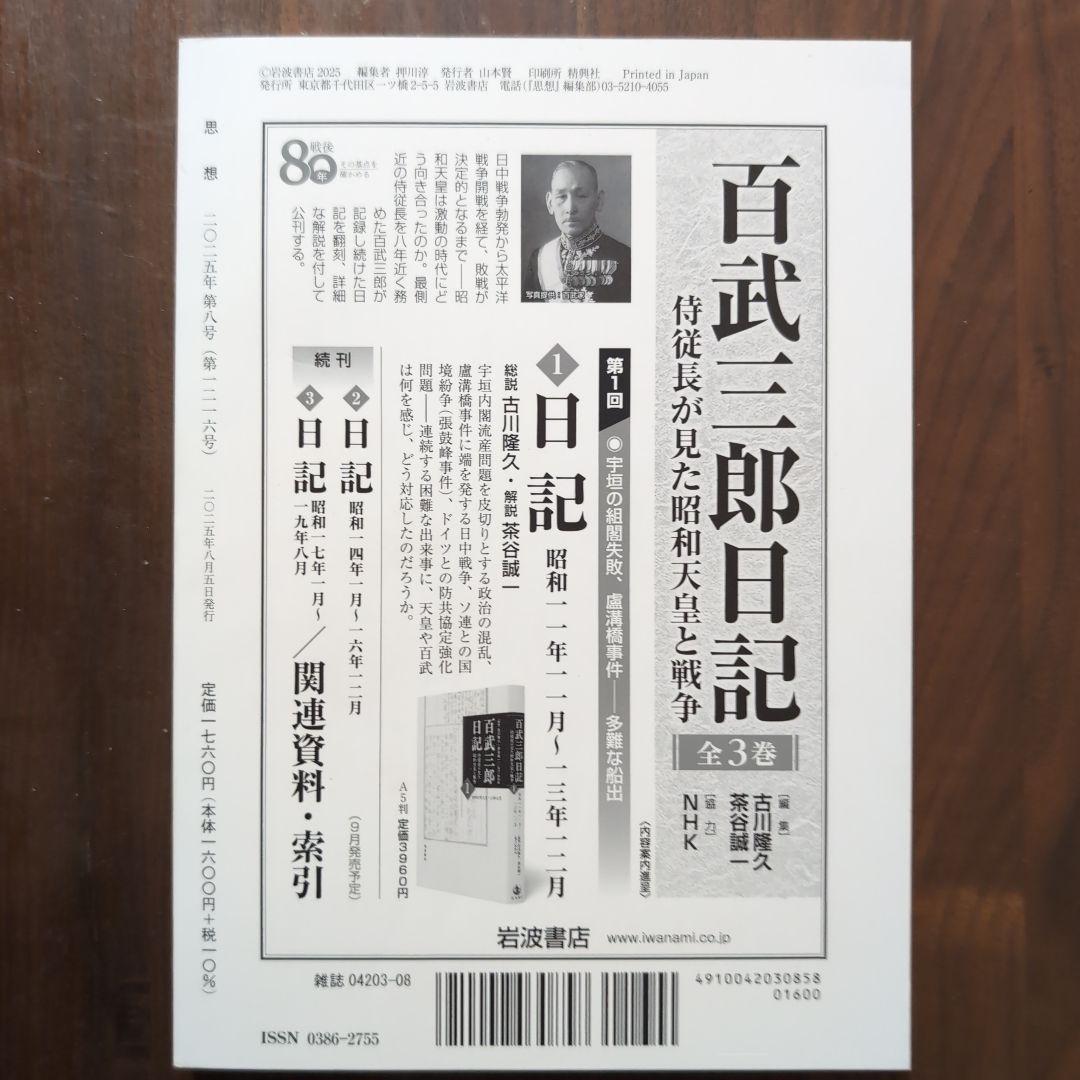 ©岩波書店 2025　編集者 押川淳　発行者 山本賢　印刷所 精興社　Printed in Japan
発行所 東京都千代田区一ツ橋2-5-5 岩波書店　電話(『思想』編集部)03-5210-4055
百武三郎日記
侍従長が見た昭和天皇と戦争
全3巻
[編集]
古川隆久
茶谷誠一
[協力]
NHK
戦後
80年
その基点を
確かめる
写真提供:百武家
日中戦争勃発から太平洋
戦争開戦を経て、敗戦が
決定的となるまで――昭
和天皇は激動の時代にど
う向き合ったのか。最側
近の侍従長を八年近く務
めた百武三郎が
記録し続けた日
記を翻刻、詳細
な解説を付して
公刊する。
〈内容案内進呈〉
第1回
◉宇垣の組閣失敗、盧溝橋事件――多難な船出
1 日記 昭和一一年一一月〜一三年一二月
総説 古川隆久・解説 茶谷誠一
宇垣内閣流産問題を皮切りとする政治の混乱、
盧溝橋事件に端を発する日中戦争、ソ連との国
境紛争(張鼓峰事件)、ドイツとの防共協定強化
問題――連続する困難な出来事に、天皇や百武
は何を感じ、どう対応したのだろうか。
百武三郎
日記
1
百武三郎日記
A5判 定価3960円
続刊
2 日記 昭和一四年一月〜一六年一二月
(9月発売予定)
3 日記 昭和一七年一月〜
一九年八月
／関連資料・索引
岩波書店 www.iwanami.co.jp
思想　二〇二五年 第八号（第一二一六号）　二〇二五年八月五日発行　定価一七六〇円（本体一六〇〇円＋税一〇％）
雑誌 04203-08
4910042030858
01600
ISSN 0386-2755